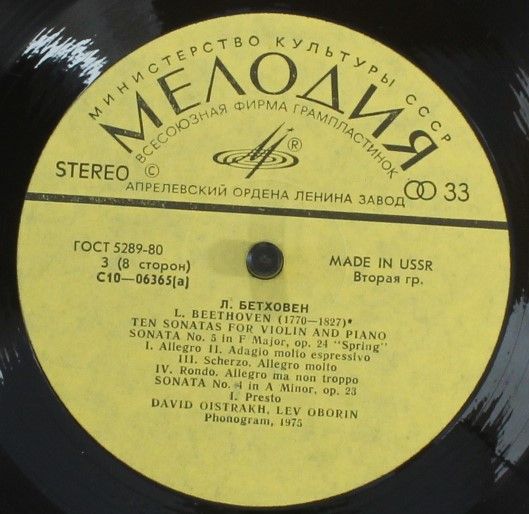 МИНИСТЕРСТВО КУЛЬТУРЫ СССР
МЕЛОДИЯ
ВСЕСОЮЗНАЯ ФИРМА ГРАМПЛАСТИНОК
STEREO © ® 33
АПРЕЛЕВСКИЙ ОРДЕНА ЛЕНИНА ЗАВОД
ГОСТ 5289-80
3 (8 сторон)
С10—06365(а)
MADE IN USSR
Вторая гр.
Л. БЕТХОВЕН
L. BEETHOVEN (1770—1827)*
TEN SONATAS FOR VIOLIN AND PIANO
SONATA No. 5 in F Major, op. 24 "Spring"
I. Allegro II. Adagio molto espressivo
III. Scherzo. Allegro molto
IV. Rondo. Allegro ma non troppo
SONATA No. 4 in A Minor, op. 23
I. Presto
DAVID OISTRAKH, LEV OBORIN
Phonogram, 1975